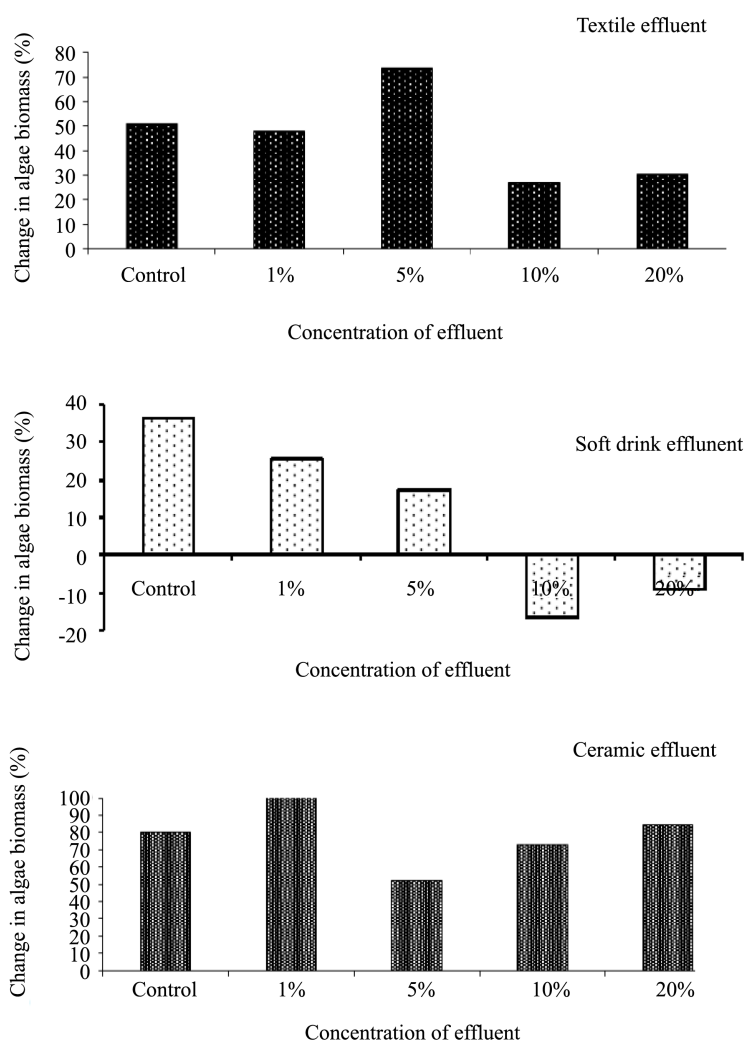 Textile effluent
Change in algae biomass (%)
80
70
60
50
40
30
20
10
0
Control 1% 5% 10% 20%
Concentration of effluent
Soft drink efflunent
Change in algae biomass (%)
40
30
20
10
0
-10
-20
Control 1% 5% 10% 20%
Concentration of effluent
Ceramic effluent
Change in algae biomass (%)
100
90
80
70
60
50
40
30
20
10
0
Control 1% 5% 10% 20%
Concentration of effluent